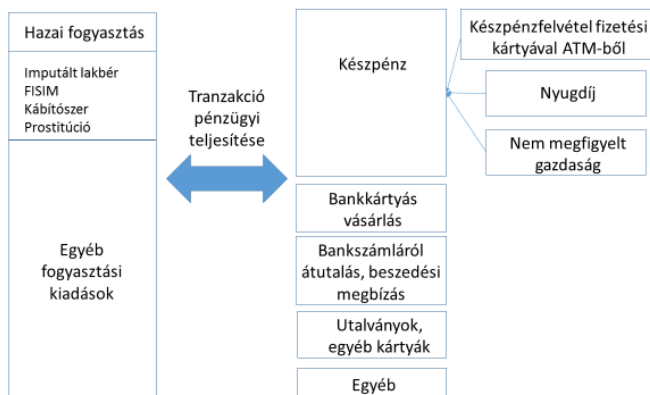 Hazai fogyasztás
Imputált lakbér
FISIM
Kábítószer
Prostitúció
Egyéb
fogyasztási
kiadások
Tranzakció
pénzügyi
teljesítése
Készpénz
Bankkártyás
vásárlás
Bankszámláról
átutalás, beszedési
megbízás
Utalványok,
egyéb kártyák
Egyéb
Készpénzfelvétel fizetési
kártyával ATM-ből
Nyugdíj
Nem megfigyelt
gazdaság